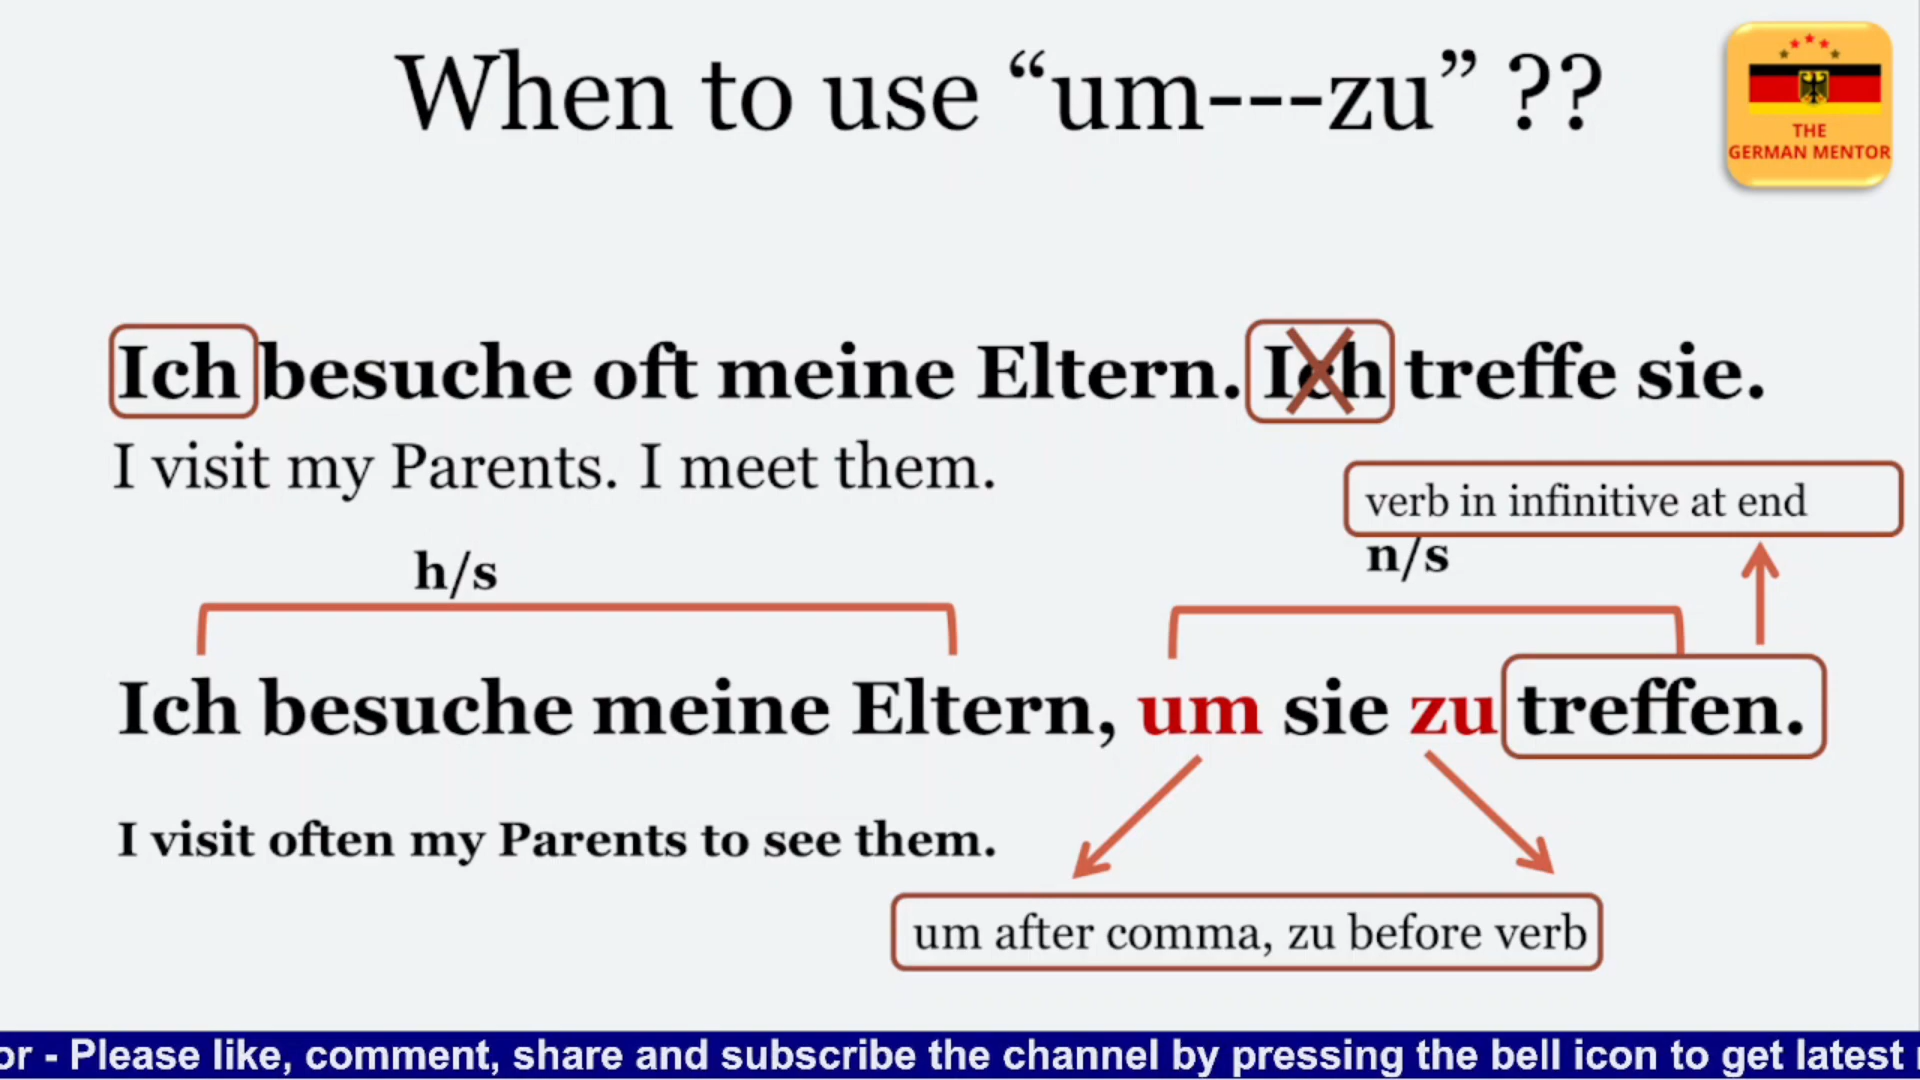 When to use “um---zu” ??
THE
GERMAN MENTOR
Ich besuche oft meine Eltern. Ich treffe sie.
I visit my Parents. I meet them.
verb in infinitive at end
h/s
n/s
Ich besuche meine Eltern, um sie zu treffen.
I visit often my Parents to see them.
um after comma, zu before verb
or - Please like, comment, share and subscribe the channel by pressing the bell icon to get latest